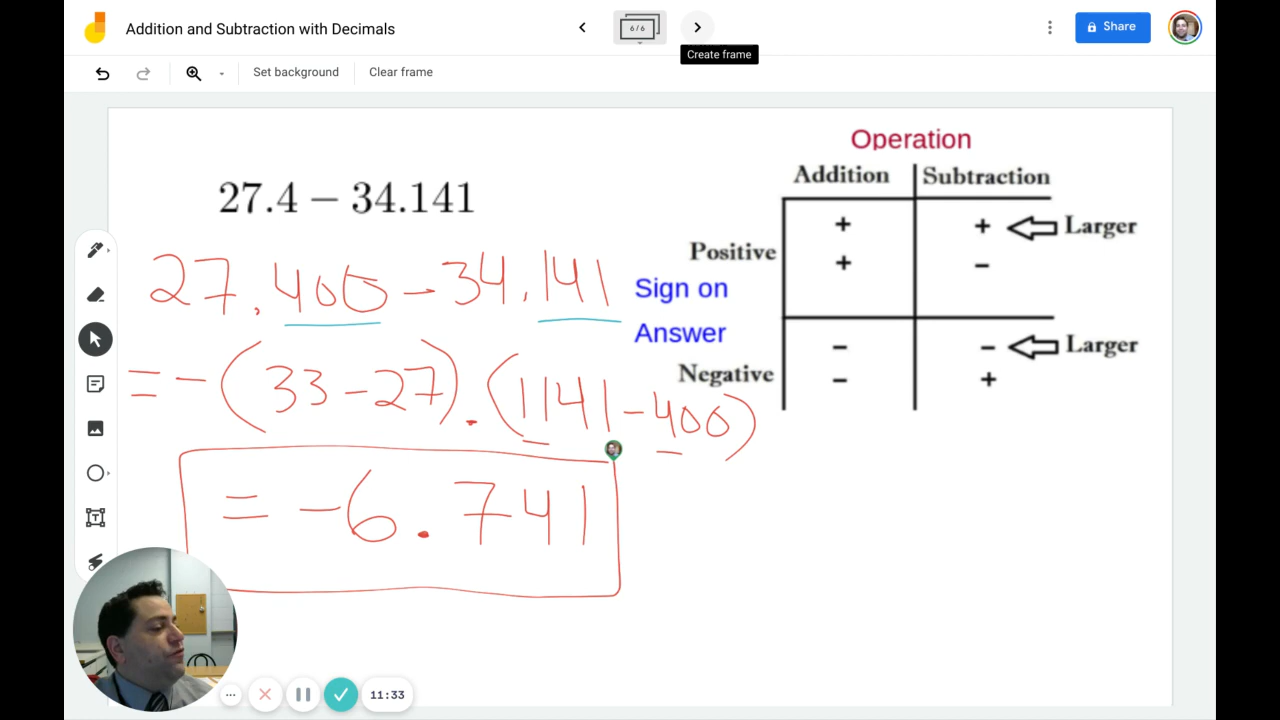 Addition and Subtraction with Decimals
6/6
Share
Create frame
Set background
Clear frame
Operation
Addition Subtraction
27.4 − 34.141
+ + Larger
Positive
+ −
27.400 − 34.141
Sign on
Answer
− − Larger
Negative
− +
= − (33 − 27) . (1141 − 400)
= − 6 . 741
11:33